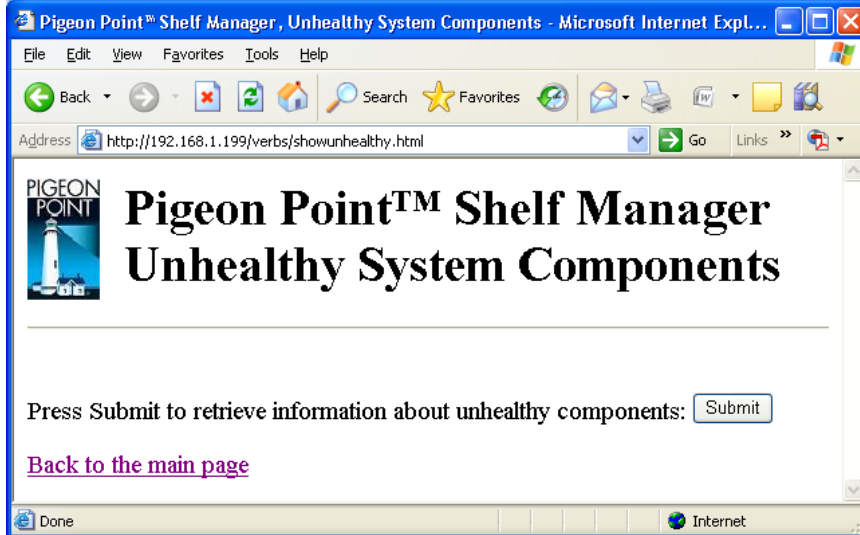 Pigeon Point™ Shelf Manager, Unhealthy System Components - Microsoft Internet Expl...
File Edit View Favorites Tools Help
Back Search Favorites
Address http://192.168.1.199/verbs/showunhealthy.html Go Links »
PIGEON
POINT
Pigeon Point™ Shelf Manager
Unhealthy System Components
Press Submit to retrieve information about unhealthy components: Submit
Back to the main page
Done Internet